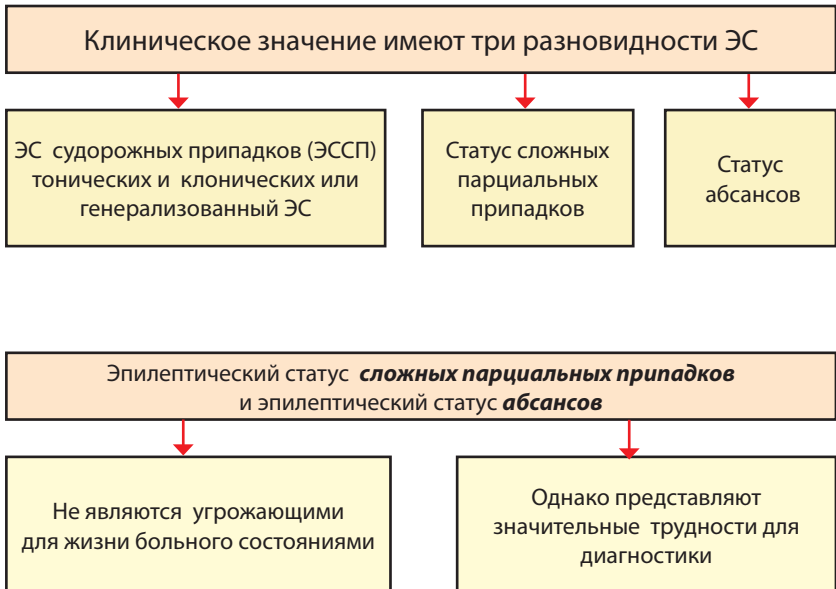 Клиническое значение имеют три разновидности ЭС
ЭС судорожных припадков (ЭССП)
тонических и клонических или
генерализованный ЭС
Статус сложных
парциальных
припадков
Статус
абсансов
Эпилептический статус сложных парциальных припадков
и эпилептический статус абсансов
Не являются угрожающими
для жизни больного состояниями
Однако представляют
значительные трудности для
диагностики